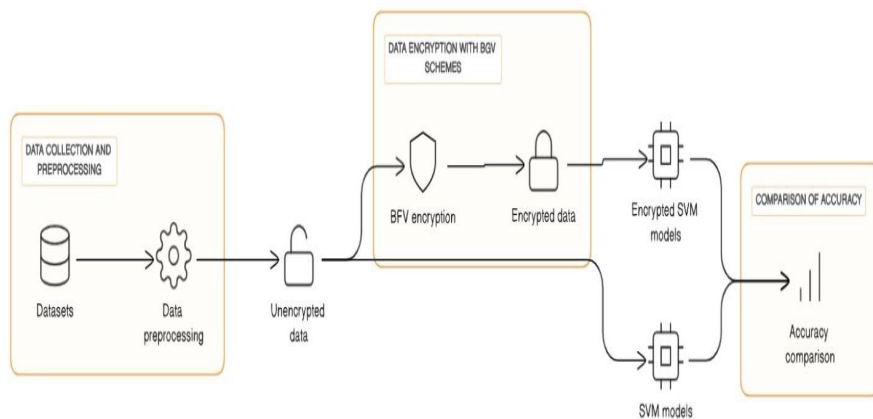 DATA ENCRYPTION WITH BGV
SCHEMES
DATA COLLECTION AND
PREPROCESSING
COMPARISON OF ACCURACY
BFV encryption
Encrypted data
Encrypted SVM
models
Datasets
Data
preprocessing
Unencrypted
data
Accuracy
comparison
SVM models